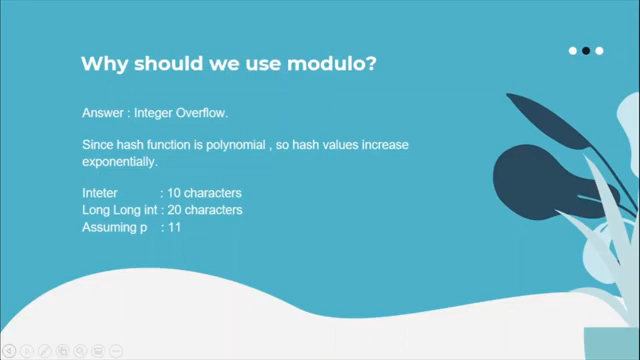 Why should we use modulo?
Answer : Integer Overflow.
Since hash function is polynomial , so hash values increase
exponentially.
Inteter : 10 characters
Long Long int : 20 characters
Assuming p : 11